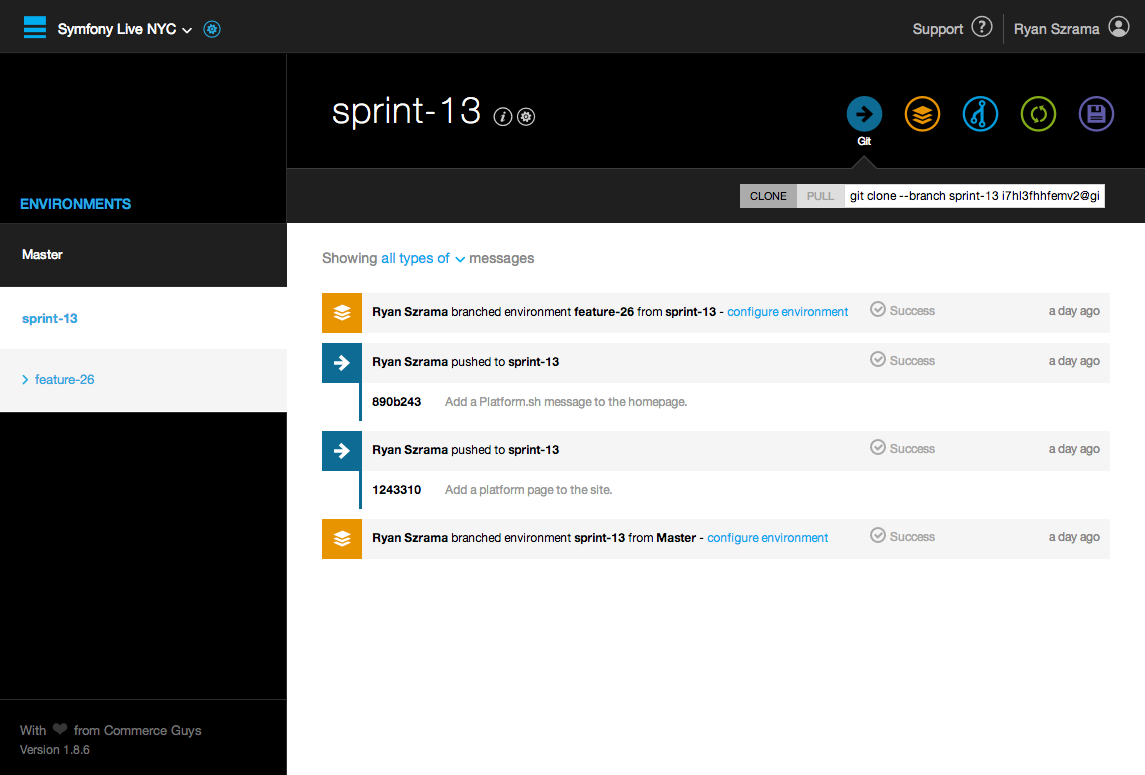 Symfony Live NYC
Support ? Ryan Szrama
sprint-13 i
Git
ENVIRONMENTS
CLONE PULL git clone --branch sprint-13 i7hl3fhhfemv2@gi
Master
sprint-13
feature-26
Showing all types of messages
Ryan Szrama branched environment feature-26 from sprint-13 - configure environment Success a day ago
Ryan Szrama pushed to sprint-13 Success a day ago
890b243 Add a Platform.sh message to the homepage.
Ryan Szrama pushed to sprint-13 Success a day ago
1243310 Add a platform page to the site.
Ryan Szrama branched environment sprint-13 from Master - configure environment Success a day ago
With from Commerce Guys
Version 1.8.6